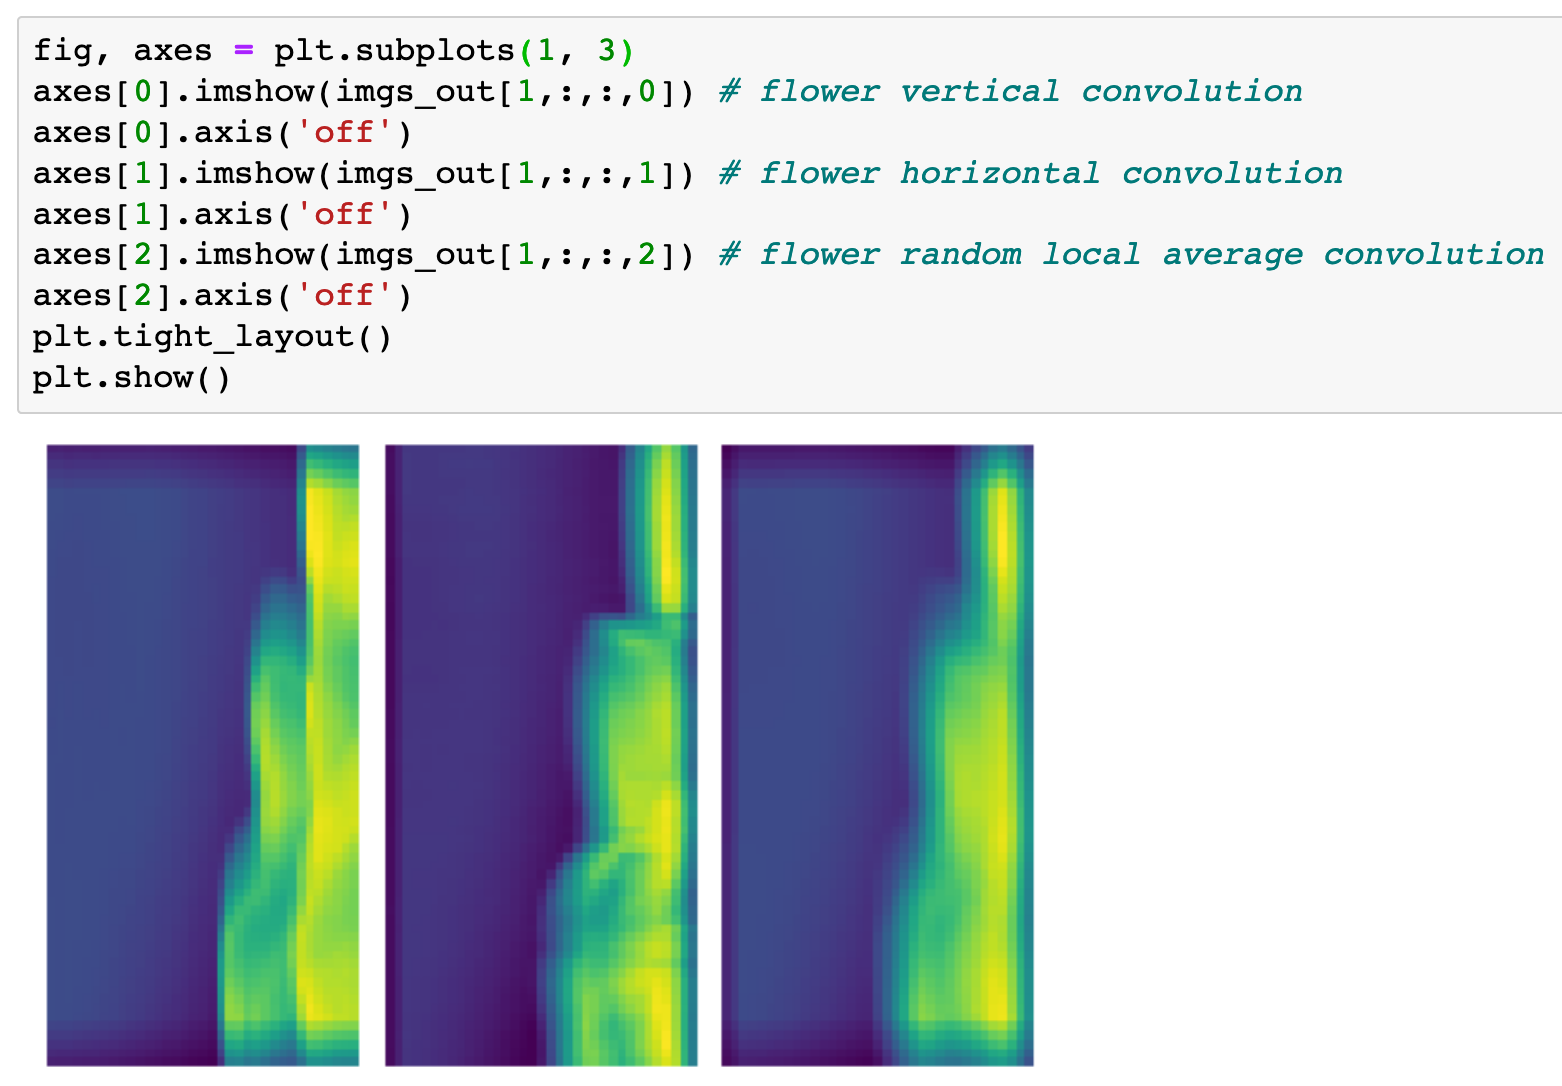 fig, axes = plt.subplots(1, 3)
axes[0].imshow(imgs_out[1,:,:,0]) # flower vertical convolution
axes[0].axis('off')
axes[1].imshow(imgs_out[1,:,:,1]) # flower horizontal convolution
axes[1].axis('off')
axes[2].imshow(imgs_out[1,:,:,2]) # flower random local average convolution
axes[2].axis('off')
plt.tight_layout()
plt.show()